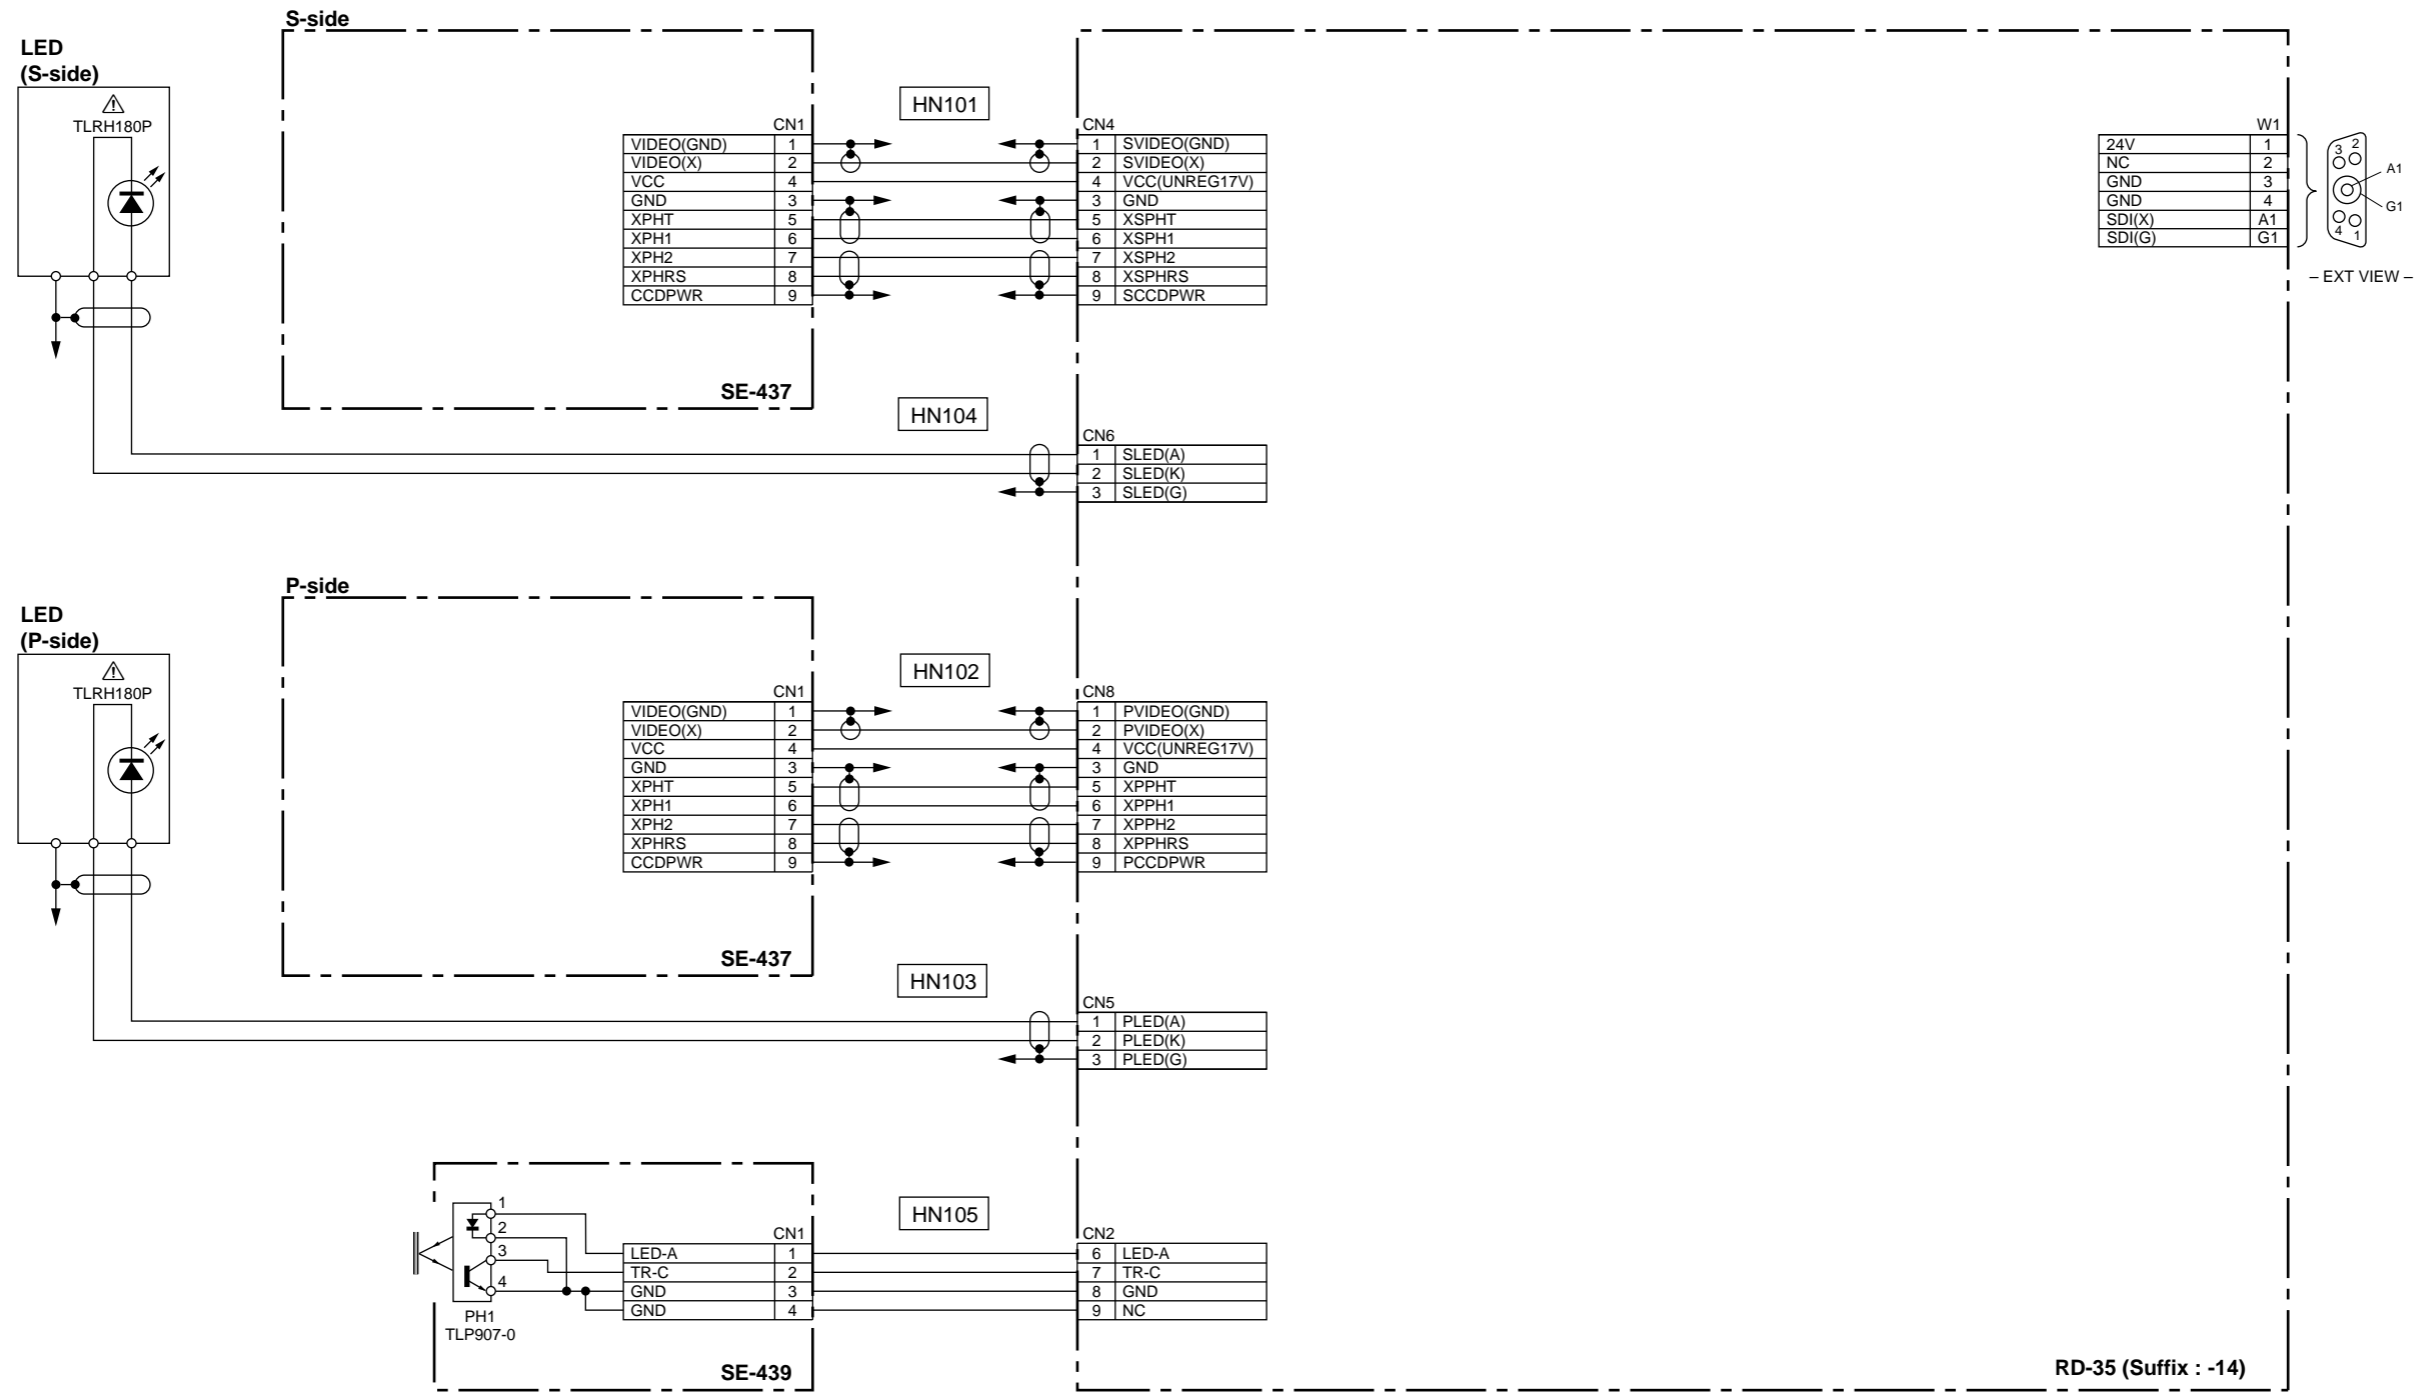 S-side
LED
(S-side)
TLRH180P
HN101
CN1
VIDEO(GND) 1
VIDEO(X) 2
VCC 4
GND 3
XPHT 5
XPH1 6
XPH2 7
XPHRS 8
CCDPWR 9
CN4
1 SVIDEO(GND)
2 SVIDEO(X)
4 VCC(UNREG17V)
3 GND
5 XSPHT
6 XSPH1
7 XSPH2
8 XSPHRS
9 SCCDPWR
W1
24V 1
NC 2
GND 3
GND 4
SDI(X) A1
SDI(G) G1
3 2
A1
G1
4 1
– EXT VIEW –
SE-437
HN104
CN6
1 SLED(A)
2 SLED(K)
3 SLED(G)
P-side
LED
(P-side)
TLRH180P
HN102
CN1
VIDEO(GND) 1
VIDEO(X) 2
VCC 4
GND 3
XPHT 5
XPH1 6
XPH2 7
XPHRS 8
CCDPWR 9
CN8
1 PVIDEO(GND)
2 PVIDEO(X)
4 VCC(UNREG17V)
3 GND
5 XPPHT
6 XPPH1
7 XPPH2
8 XPPHRS
9 PCCDPWR
SE-437
HN103
CN5
1 PLED(A)
2 PLED(K)
3 PLED(G)
HN105
1
2
3
4
PH1
TLP907-0
CN1
LED-A 1
TR-C 2
GND 3
GND 4
CN2
6 LED-A
7 TR-C
8 GND
9 NC
SE-439
RD-35 (Suffix : -14)